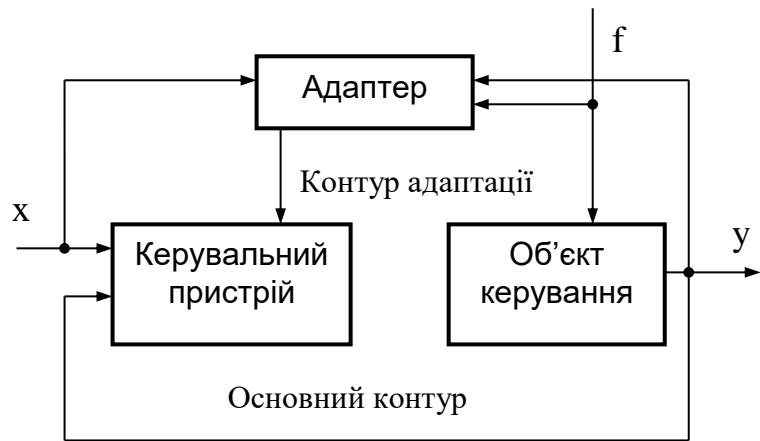 f
Адаптер
Контур адаптації
x
Керувальний
пристрій
Об’єкт
керування
y
Основний контур